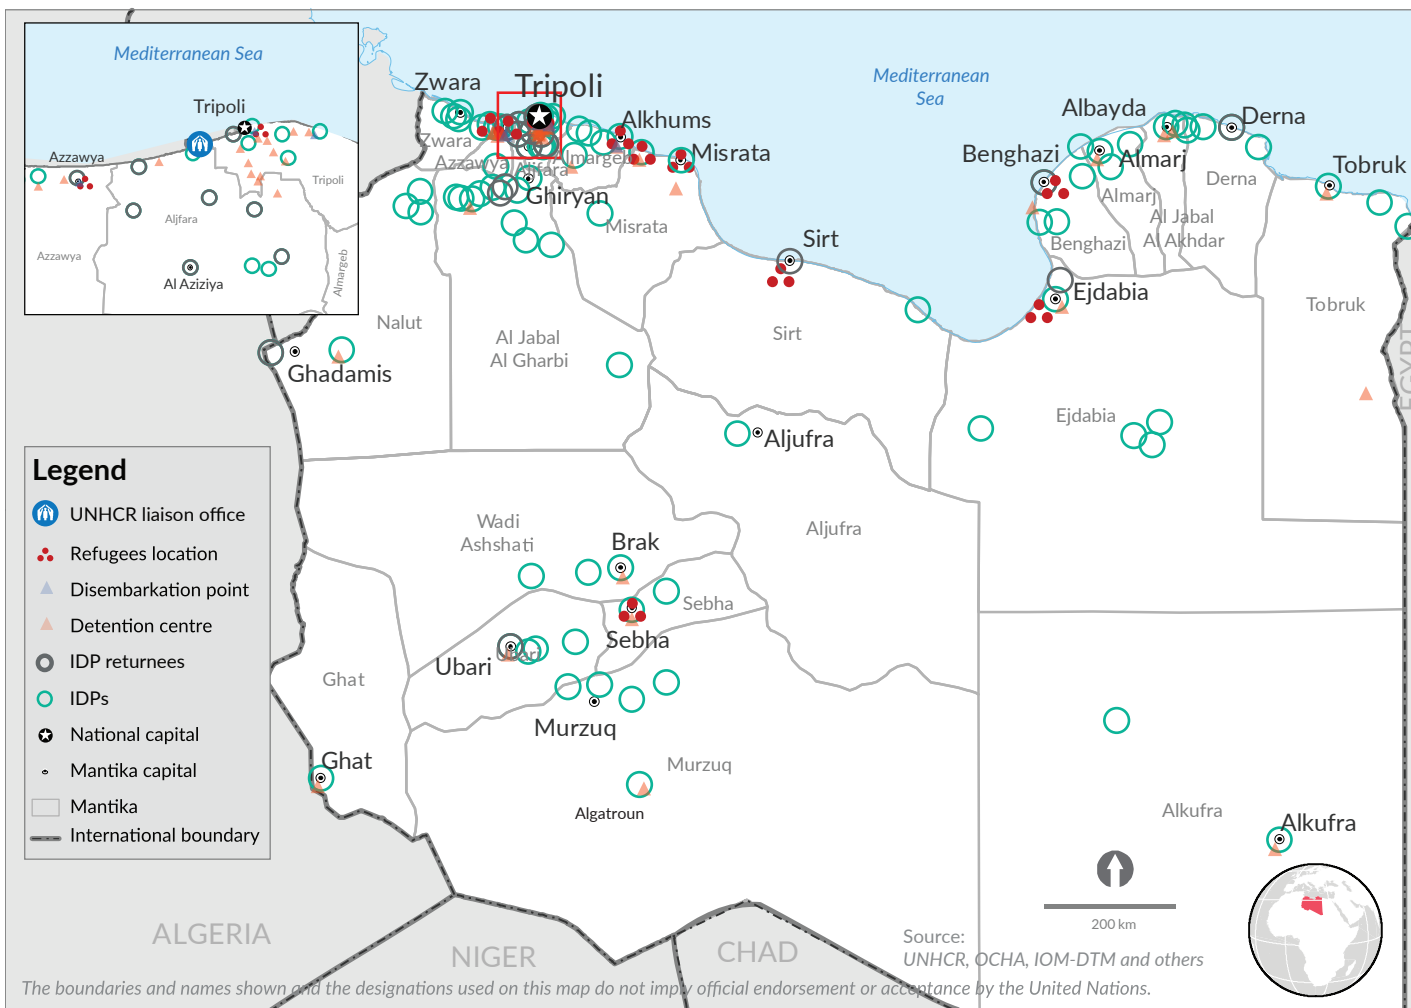 Mediterranean Sea
Tripoli
Azzawya
Tripoli
Aljfara
Azzawya
Almargeb
Al Aziziya
Mediterranean
Sea
Zwara
Tripoli
Alkhums
Misrata
Zwara
Azzawya
Aljfara
Almargeb
Ghiryan
Misrata
Albayda
Derna
Benghazi
Almarj
Tobruk
Derna
Almarj
Al Jabal
Al Akhdar
Benghazi
Sirt
Ejdabia
Tobruk
EGYPT
Nalut
Al Jabal
Al Gharbi
Sirt
Ghadamis
Ejdabia
Aljufra
Aljufra
Wadi
Ashshati
Brak
Sebha
Sebha
Ubari
Ubari
Ghat
Murzuq
Murzuq
Ghat
Algatroun
Alkufra
Alkufra
Legend
UNHCR liaison office
Refugees location
Disembarkation point
Detention centre
IDP returnees
IDPs
National capital
Mantika capital
Mantika
International boundary
200 km
ALGERIA
NIGER
CHAD
Source:
UNHCR, OCHA, IOM-DTM and others
The boundaries and names shown and the designations used on this map do not imply official endorsement or acceptance by the United Nations.